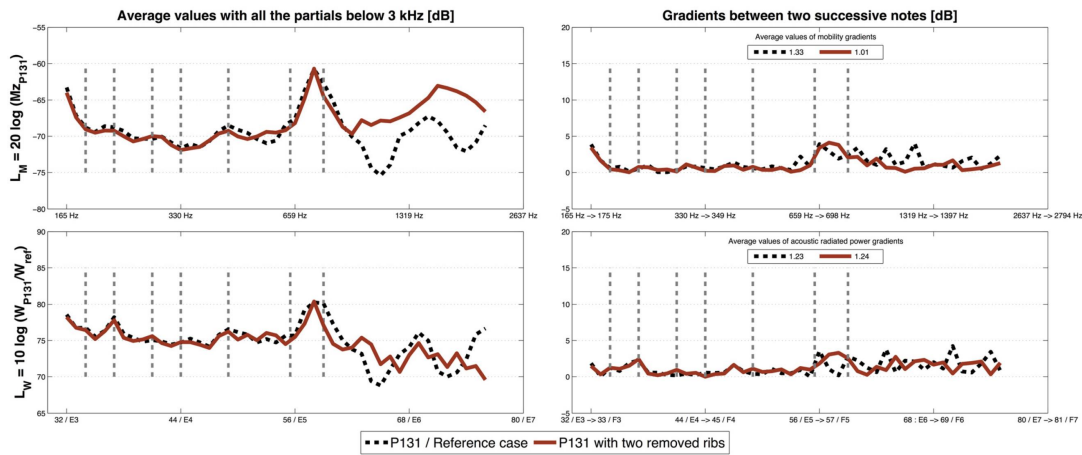 Average values with all the partials below 3 kHz [dB]
Gradients between two successive notes [dB]
L_M = 20 log (Mz_P131)
-55
-60
-65
-70
-75
-80
165 Hz
330 Hz
659 Hz
1319 Hz
2637 Hz
20
15
10
5
0
-5
Average values of mobility gradients
1.33
1.01
165 Hz -> 175 Hz
330 Hz -> 349 Hz
659 Hz -> 698 Hz
1319 Hz -> 1397 Hz
2637 Hz -> 2794 Hz
L_W = 10 log (W_P131/W_ref)
90
85
80
75
70
65
32 / E3
44 / E4
56 / E5
68 / E6
80 / E7
20
15
10
5
0
-5
Average values of acoustic radiated power gradients
1.23
1.24
32 / E3 -> 33 / F3
44 / E4 -> 45 / F4
56 / E5-> 57 / F5
68 : E6 -> 69 / F6
80 / E7 -> 81 / F7
P131 / Reference case
P131 with two removed ribs